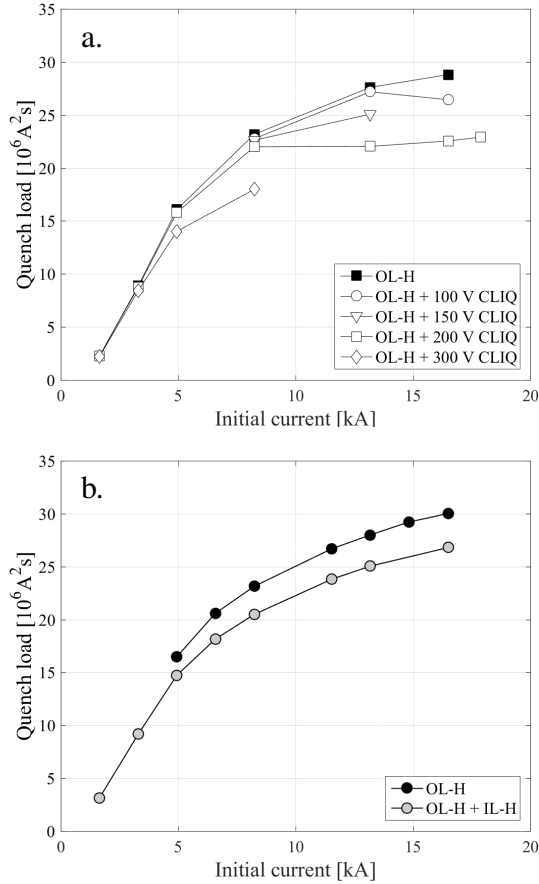 a.
35
30
25
20
15
10
5
0
Quench load [10⁶A²s]
OL-H
OL-H + 100 V CLIQ
OL-H + 150 V CLIQ
OL-H + 200 V CLIQ
OL-H + 300 V CLIQ
0 5 10 15 20
Initial current [kA]
b.
35
30
25
20
15
10
5
0
Quench load [10⁶A²s]
OL-H
OL-H + IL-H
0 5 10 15 20
Initial current [kA]